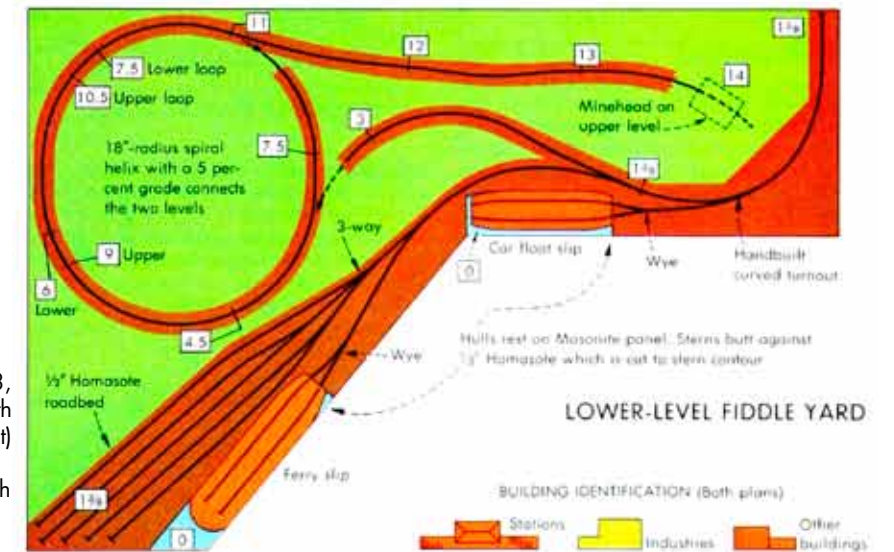 11
12
13
14
1⅜
7.5 Lower loop
10.5 Upper loop
3
Minehead on
upper level
18"-radius spiral
helix with a 5 per-
cent grade connects
the two levels
7.5
3-way
0
Car float slip
Wye
Handbuilt
curved turnout
9 Upper
6
Lower
4.5
Wye
Hulls rest on Masonite panel. Sterns butt against
½" Homasote which is cut to stern contour
½" Homasote
roadbed
LOWER-LEVEL FIDDLE YARD
Ferry slip
0
BUILDING IDENTIFICATION (Both plans)
Stations
Industries
Other
buildings